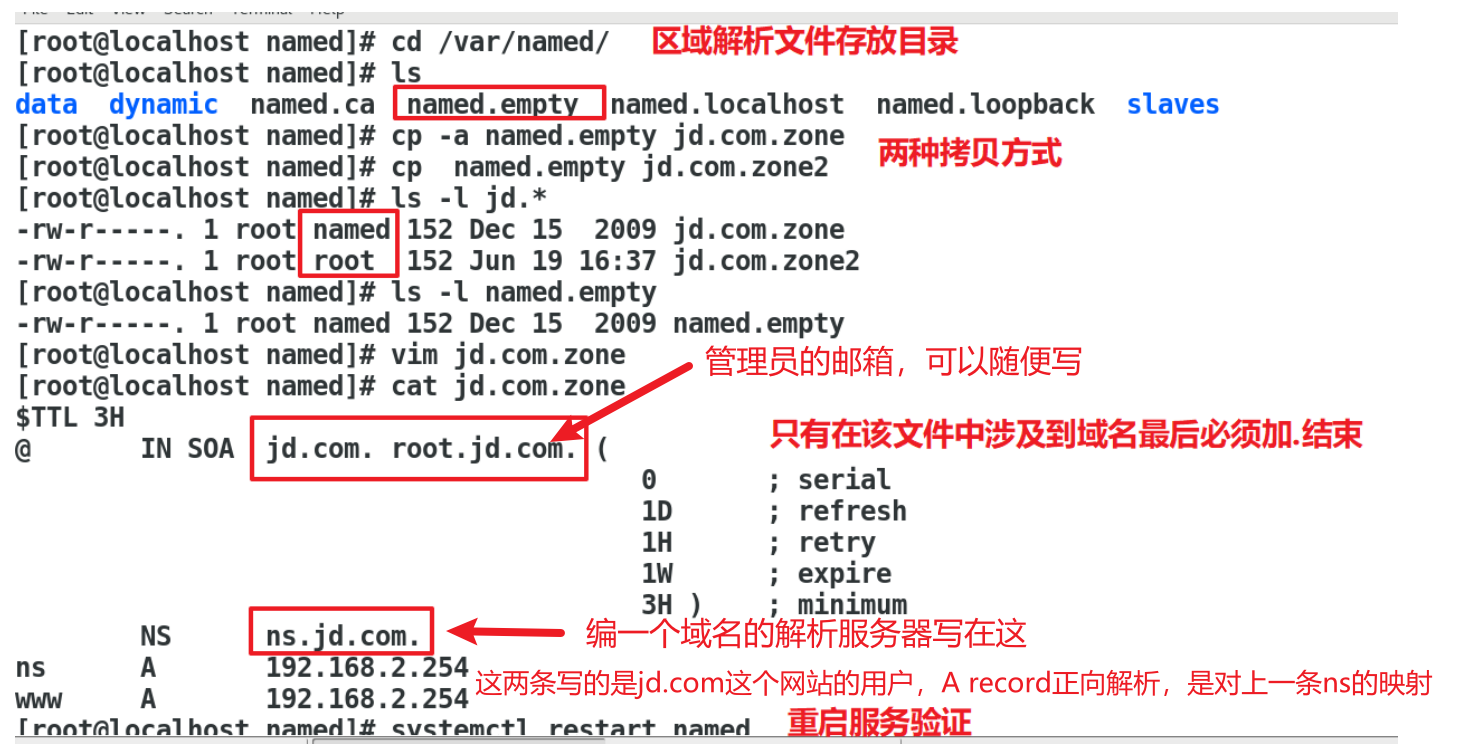 File Edit View Search Terminal Help
[root@localhost named]# cd /var/named/ 区域解析文件存放目录
[root@localhost named]# ls
data dynamic named.ca named.empty named.localhost named.loopback slaves
[root@localhost named]# cp -a named.empty jd.com.zone
[root@localhost named]# cp named.empty jd.com.zone2 两种拷贝方式
[root@localhost named]# ls -l jd.*
-rw-r-----. 1 root named 152 Dec 15 2009 jd.com.zone
-rw-r-----. 1 root root 152 Jun 19 16:37 jd.com.zone2
[root@localhost named]# ls -l named.empty
-rw-r-----. 1 root named 152 Dec 15 2009 named.empty
[root@localhost named]# vim jd.com.zone 管理员的邮箱，可以随便写
[root@localhost named]# cat jd.com.zone
$TTL 3H
@ IN SOA jd.com. root.jd.com. ( 只有在该文件中涉及到域名最后必须加.结束
0 ; serial
1D ; refresh
1H ; retry
1W ; expire
3H ) ; minimum
NS ns.jd.com. 编一个域名的解析服务器写在这
ns A 192.168.2.254
这两条写的是jd.com这个网站的用户，A record正向解析，是对上一条ns的映射
www A 192.168.2.254
[root@localhost named]# systemctl restart named 重启服务验证